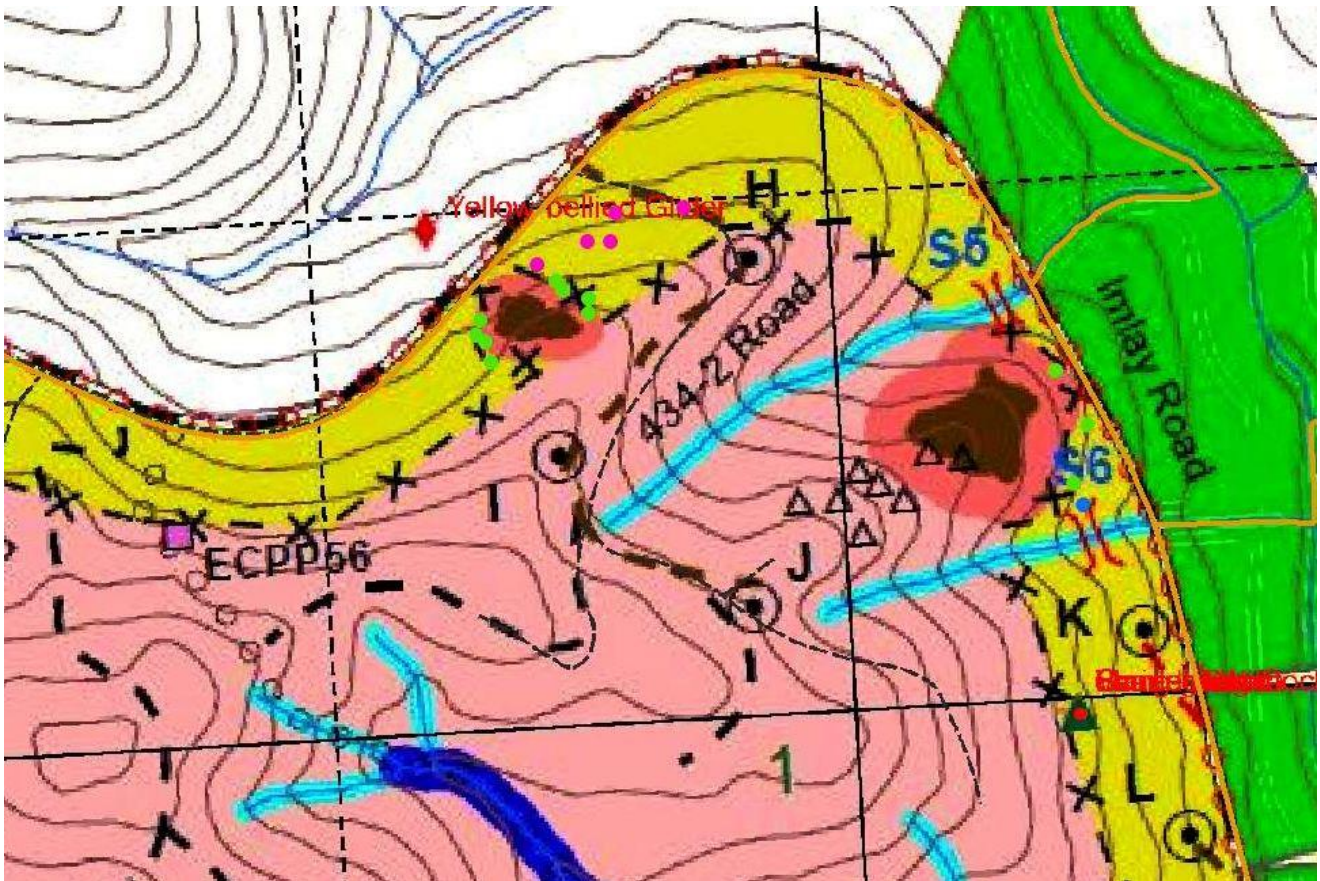 Yellow-bellied Glider
H
S5
434-Z Road
Imlay Road
J
I
S6
ECPP56
J
K
I
1
L